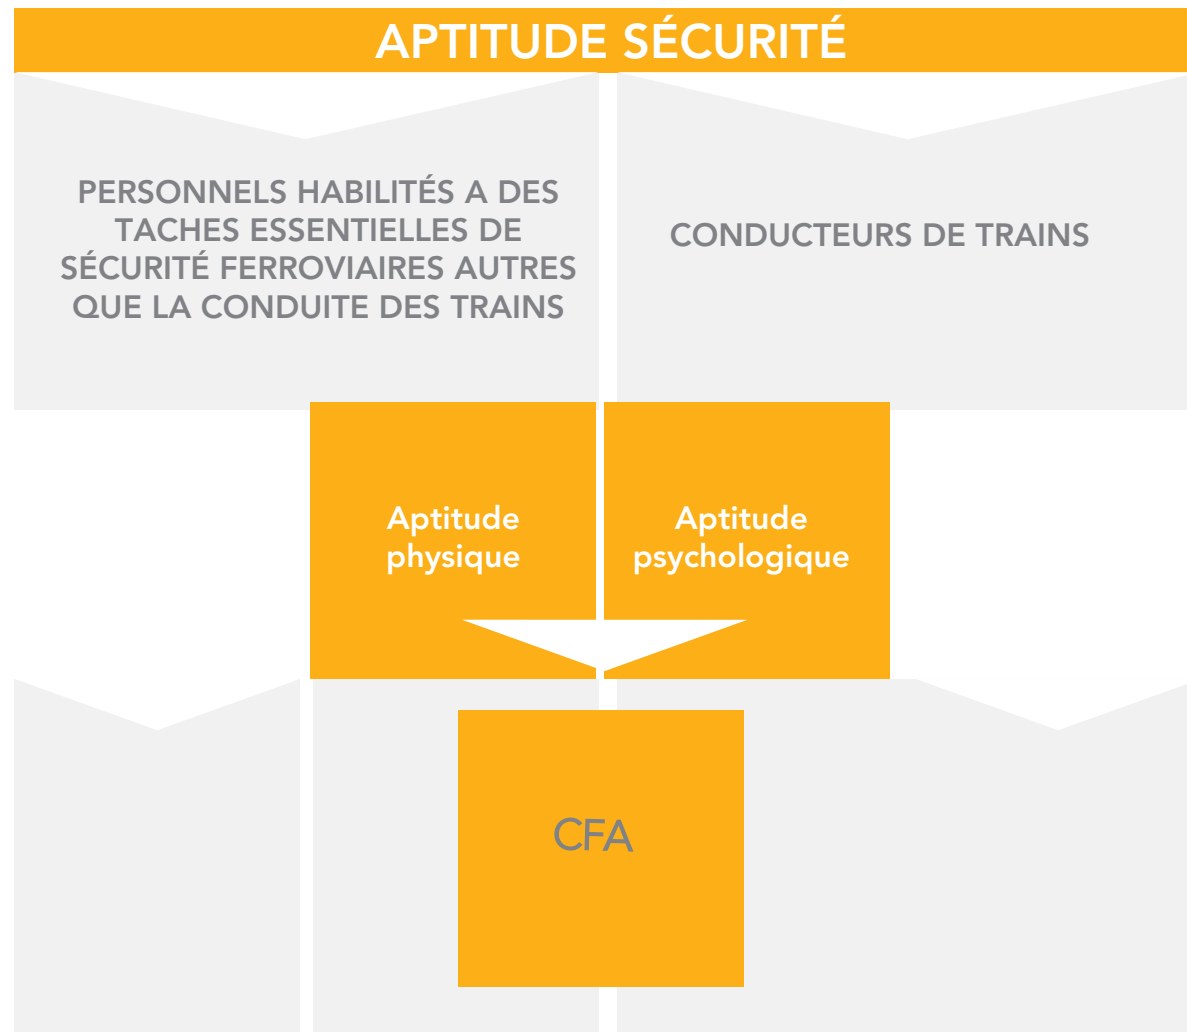 APTITUDE SÉCURITÉ
PERSONNELS HABILITÉS A DES
TACHES ESSENTIELLES DE
SÉCURITÉ FERROVIAIRES AUTRES
QUE LA CONDUITE DES TRAINS
CONDUCTEURS DE TRAINS
Aptitude
physique
Aptitude
psychologique
CFA